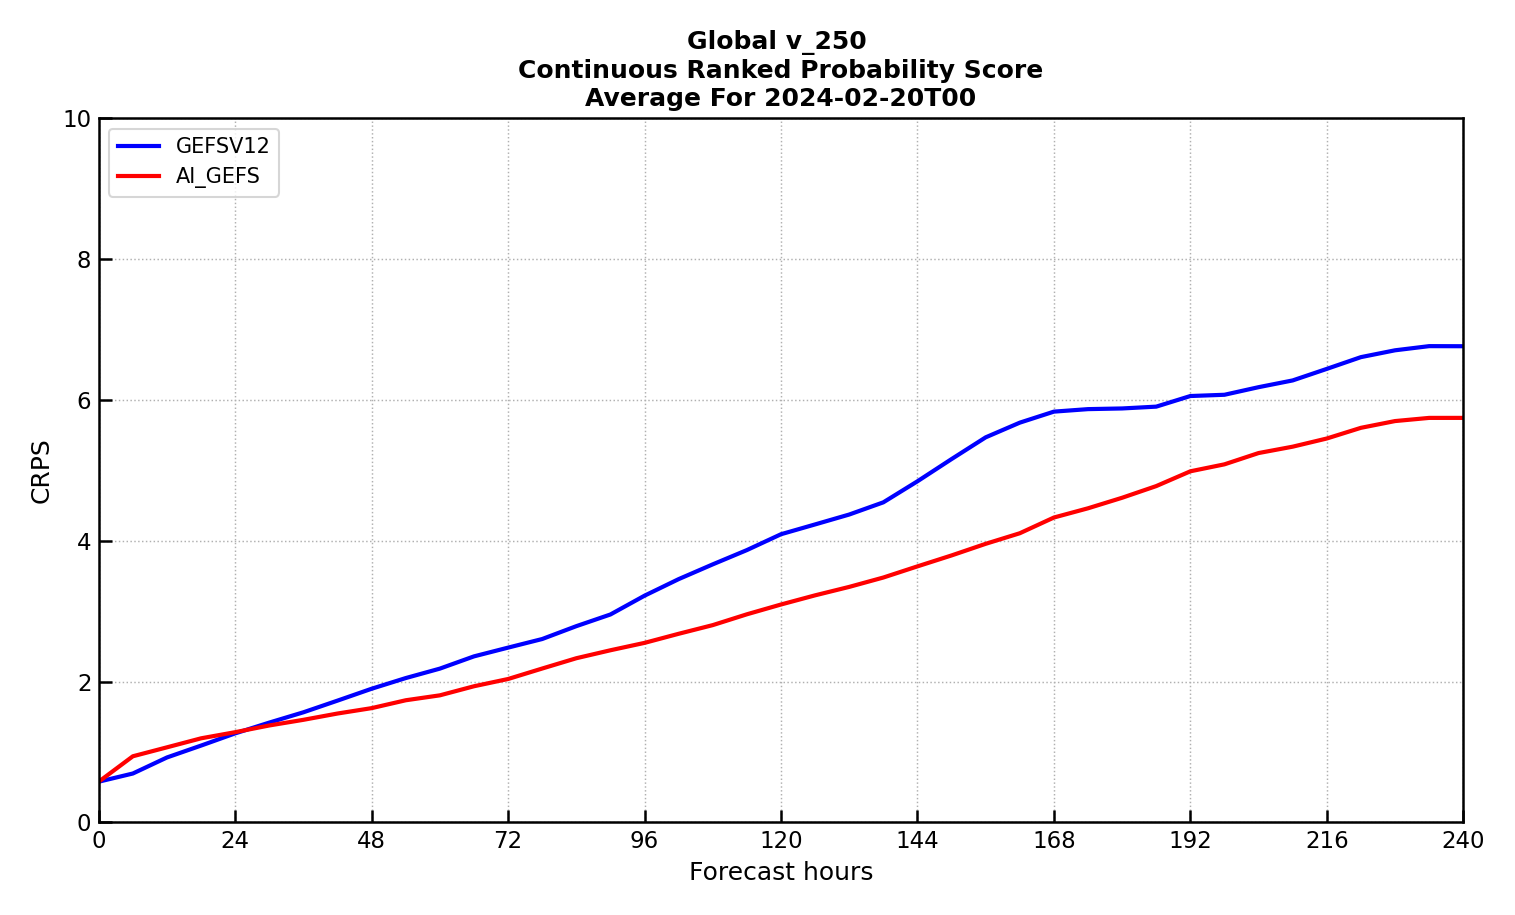 Global v_250
Continuous Ranked Probability Score
Average For 2024-02-20T00
10
8
6
4
2
0
CRPS
GEFSV12
AI_GEFS
0 24 48 72 96 120 144 168 192 216 240
Forecast hours